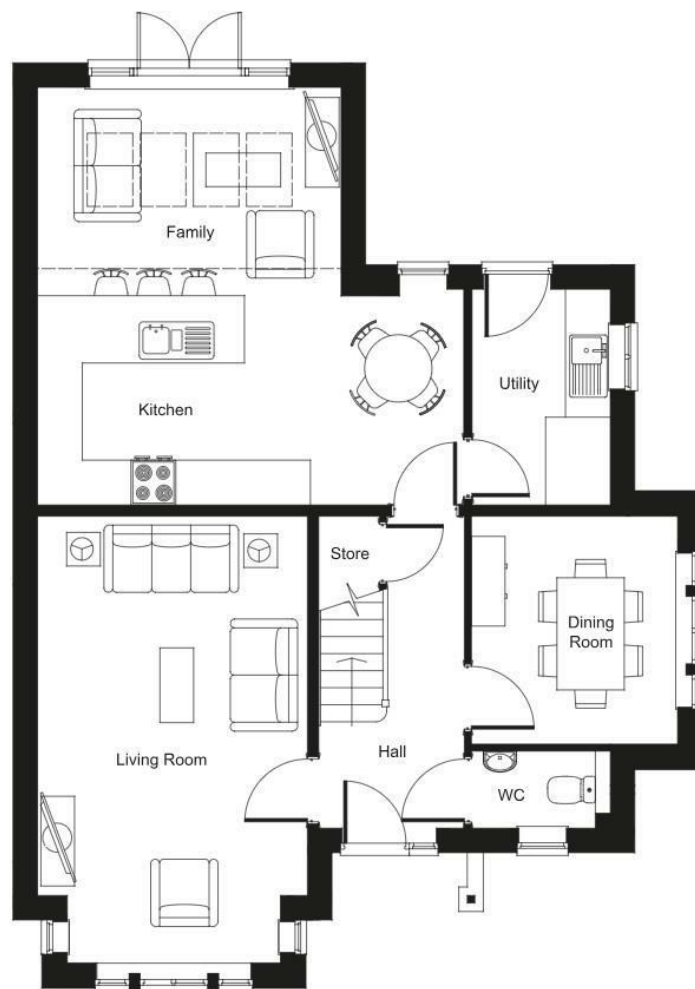 Family
Kitchen
Utility
Store
Dining
Room
Living Room
Hall
WC